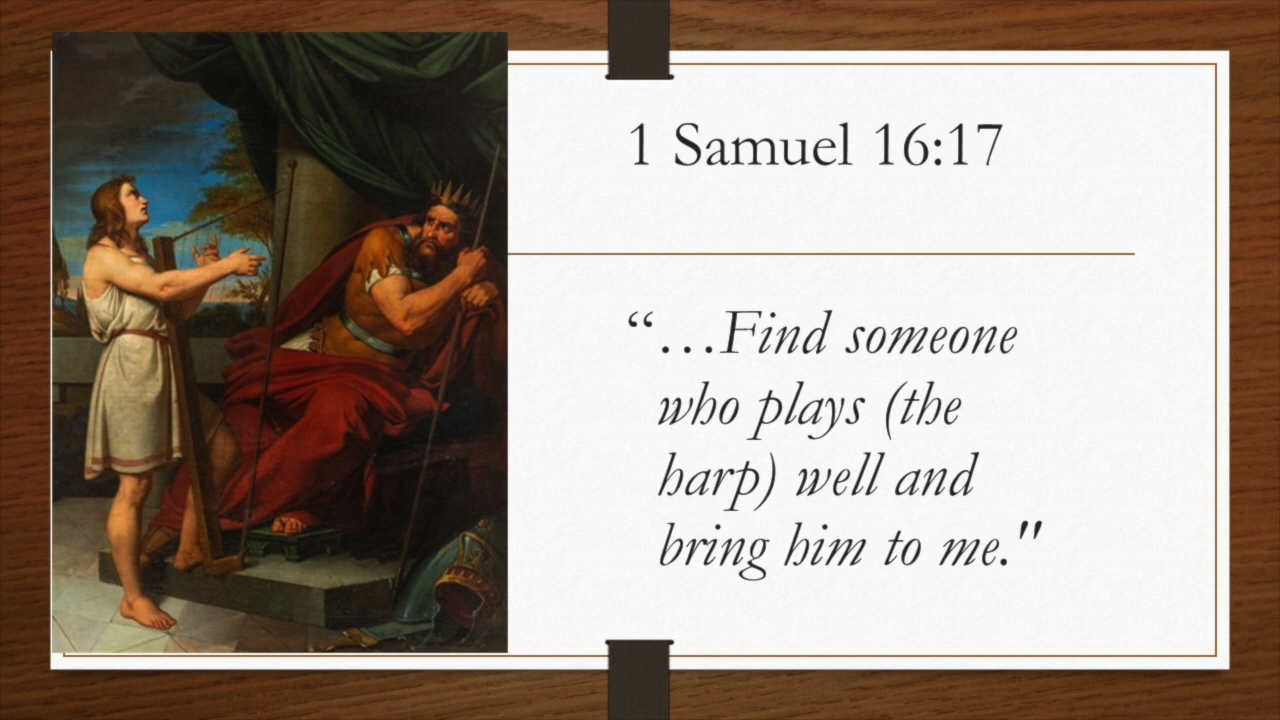 1 Samuel 16:17
“…Find someone
who plays (the
harp) well and
bring him to me."